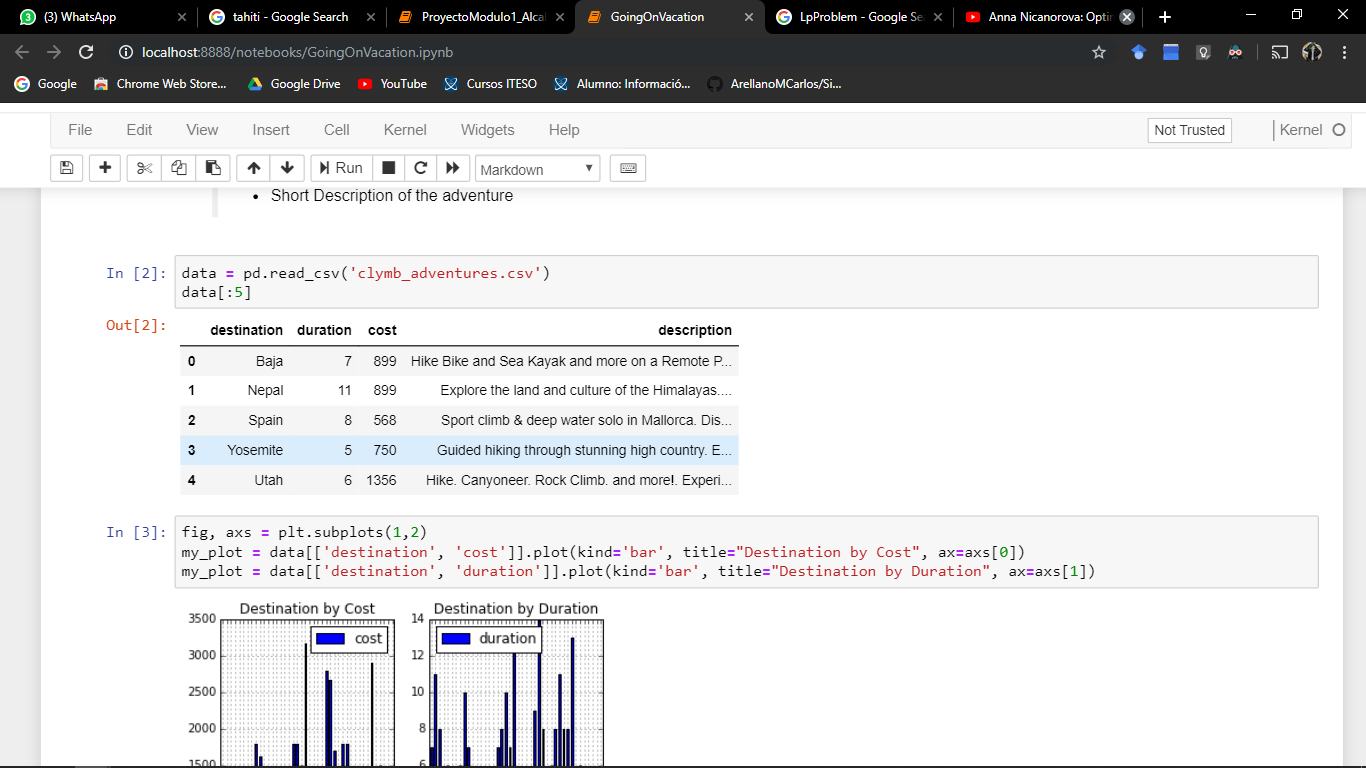 (3) WhatsApp
tahiti - Google Search
ProyectoModulo1_Alcal
GoingOnVacation
LpProblem - Google Se
Anna Nicanorova: Optim
localhost:8888/notebooks/GoingOnVacation.ipynb
Google Chrome Web Store... Google Drive YouTube Cursos ITESO Alumno: Informació... ArellanoMCarlos/Si...
File Edit View Insert Cell Kernel Widgets Help Not Trusted Kernel
Run Markdown
• Short Description of the adventure
In [2]: data = pd.read_csv('clymb_adventures.csv')
data[:5]
Out[2]:
destination duration cost description
0 Baja 7 899 Hike Bike and Sea Kayak and more on a Remote P...
1 Nepal 11 899 Explore the land and culture of the Himalayas....
2 Spain 8 568 Sport climb & deep water solo in Mallorca. Dis...
3 Yosemite 5 750 Guided hiking through stunning high country. E...
4 Utah 6 1356 Hike. Canyoneer. Rock Climb. and more!. Experi...
In [3]: fig, axs = plt.subplots(1,2)
my_plot = data[['destination', 'cost']].plot(kind='bar', title="Destination by Cost", ax=axs[0])
my_plot = data[['destination', 'duration']].plot(kind='bar', title="Destination by Duration", ax=axs[1])
Destination by Cost
3500
3000
2500
2000
1500
cost
Destination by Duration
14
12
10
8
6
duration